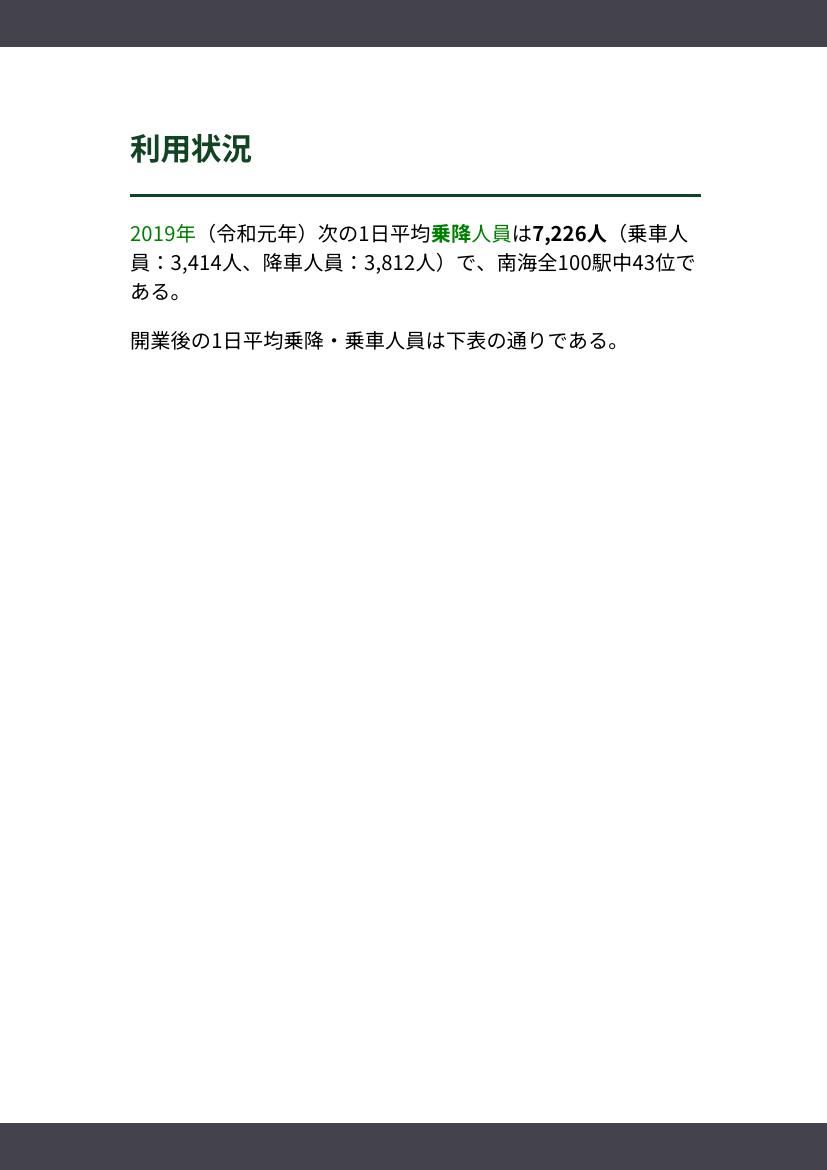 利用状況
2019年（令和元年）次の1日平均乗降人員は7,226人（乗車人
員：3,414人、降車人員：3,812人）で、南海全100駅中43位で
ある。
開業後の1日平均乗降・乗車人員は下表の通りである。